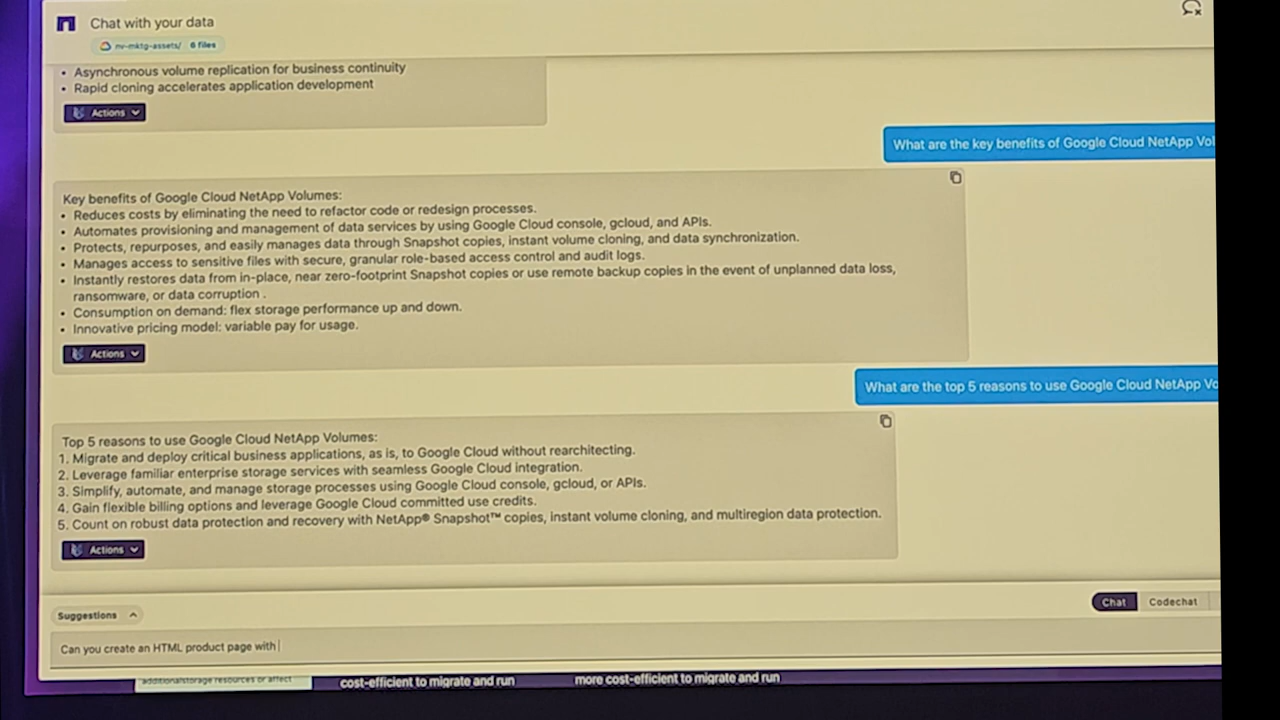 Chat with your data
nv-mktg-assets/ 6 files
• Asynchronous volume replication for business continuity
• Rapid cloning accelerates application development
Actions
What are the key benefits of Google Cloud NetApp Vol
Key benefits of Google Cloud NetApp Volumes:
• Reduces costs by eliminating the need to refactor code or redesign processes.
• Automates provisioning and management of data services by using Google Cloud console, gcloud, and APIs.
• Protects, repurposes, and easily manages data through Snapshot copies, instant volume cloning, and data synchronization.
• Manages access to sensitive files with secure, granular role-based access control and audit logs.
• Instantly restores data from in-place, near zero-footprint Snapshot copies or use remote backup copies in the event of unplanned data loss,
ransomware, or data corruption .
• Consumption on demand: flex storage performance up and down.
• Innovative pricing model: variable pay for usage.
Actions
What are the top 5 reasons to use Google Cloud NetApp Vo
Top 5 reasons to use Google Cloud NetApp Volumes:
1. Migrate and deploy critical business applications, as is, to Google Cloud without rearchitecting.
2. Leverage familiar enterprise storage services with seamless Google Cloud integration.
3. Simplify, automate, and manage storage processes using Google Cloud console, gcloud, or APIs.
4. Gain flexible billing options and leverage Google Cloud committed use credits.
5. Count on robust data protection and recovery with NetApp® Snapshot™ copies, instant volume cloning, and multiregion data protection.
Actions
Suggestions
Chat Codechat
Can you create an HTML product page with
additionalstorage resources or affect
cost-efficient to migrate and run
more cost-efficient to migrate and run